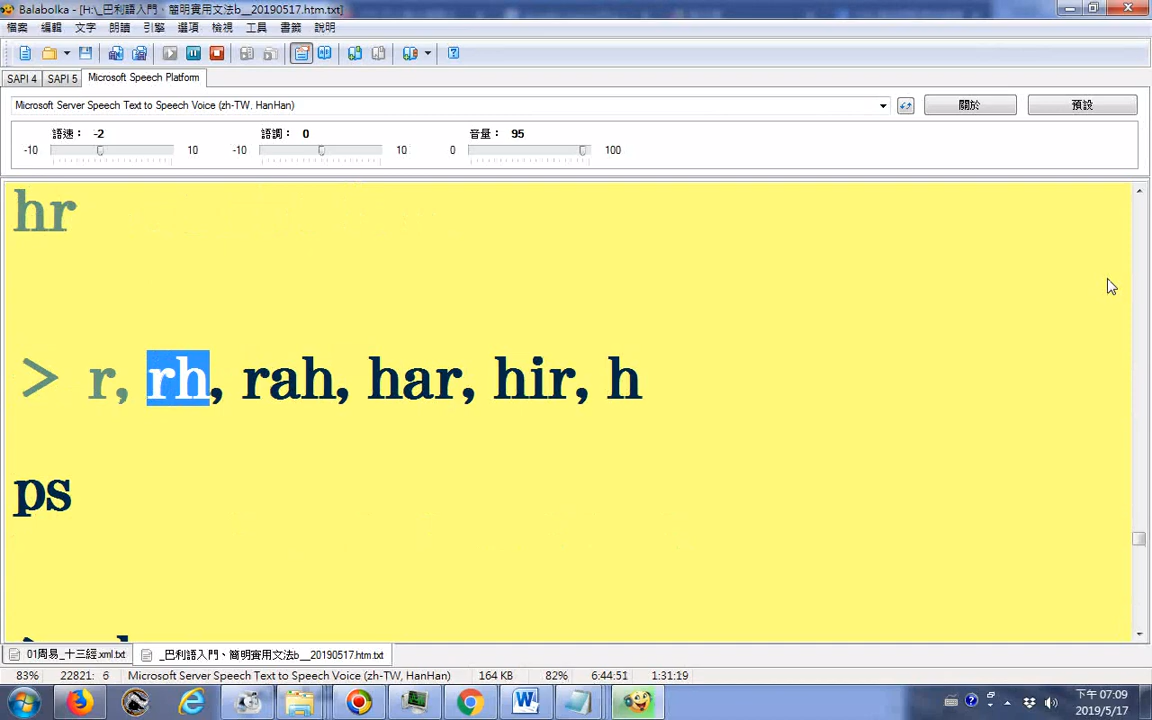 Balabolka - [H:\_巴利語入門、簡明實用文法b__20190517.htm.txt]
檔案 編輯 文字 朗讀 引擎 選項 檢視 工具 書籤 說明
SAPI 4 SAPI 5 Microsoft Speech Platform
Microsoft Server Speech Text to Speech Voice (zh-TW, HanHan) 關於 預設
語速： -2 語調： 0 音量： 95
-10 10 -10 10 0 100
hr
> r, rh, rah, har, hir, h
ps
01周易_十三經.xml.txt _巴利語入門、簡明實用文法b__20190517.htm.txt
83% 22821: 6 Microsoft Server Speech Text to Speech Voice (zh-TW, HanHan) 164 KB 82% 6:44:51 1:31:19
下午 07:09
2019/5/17